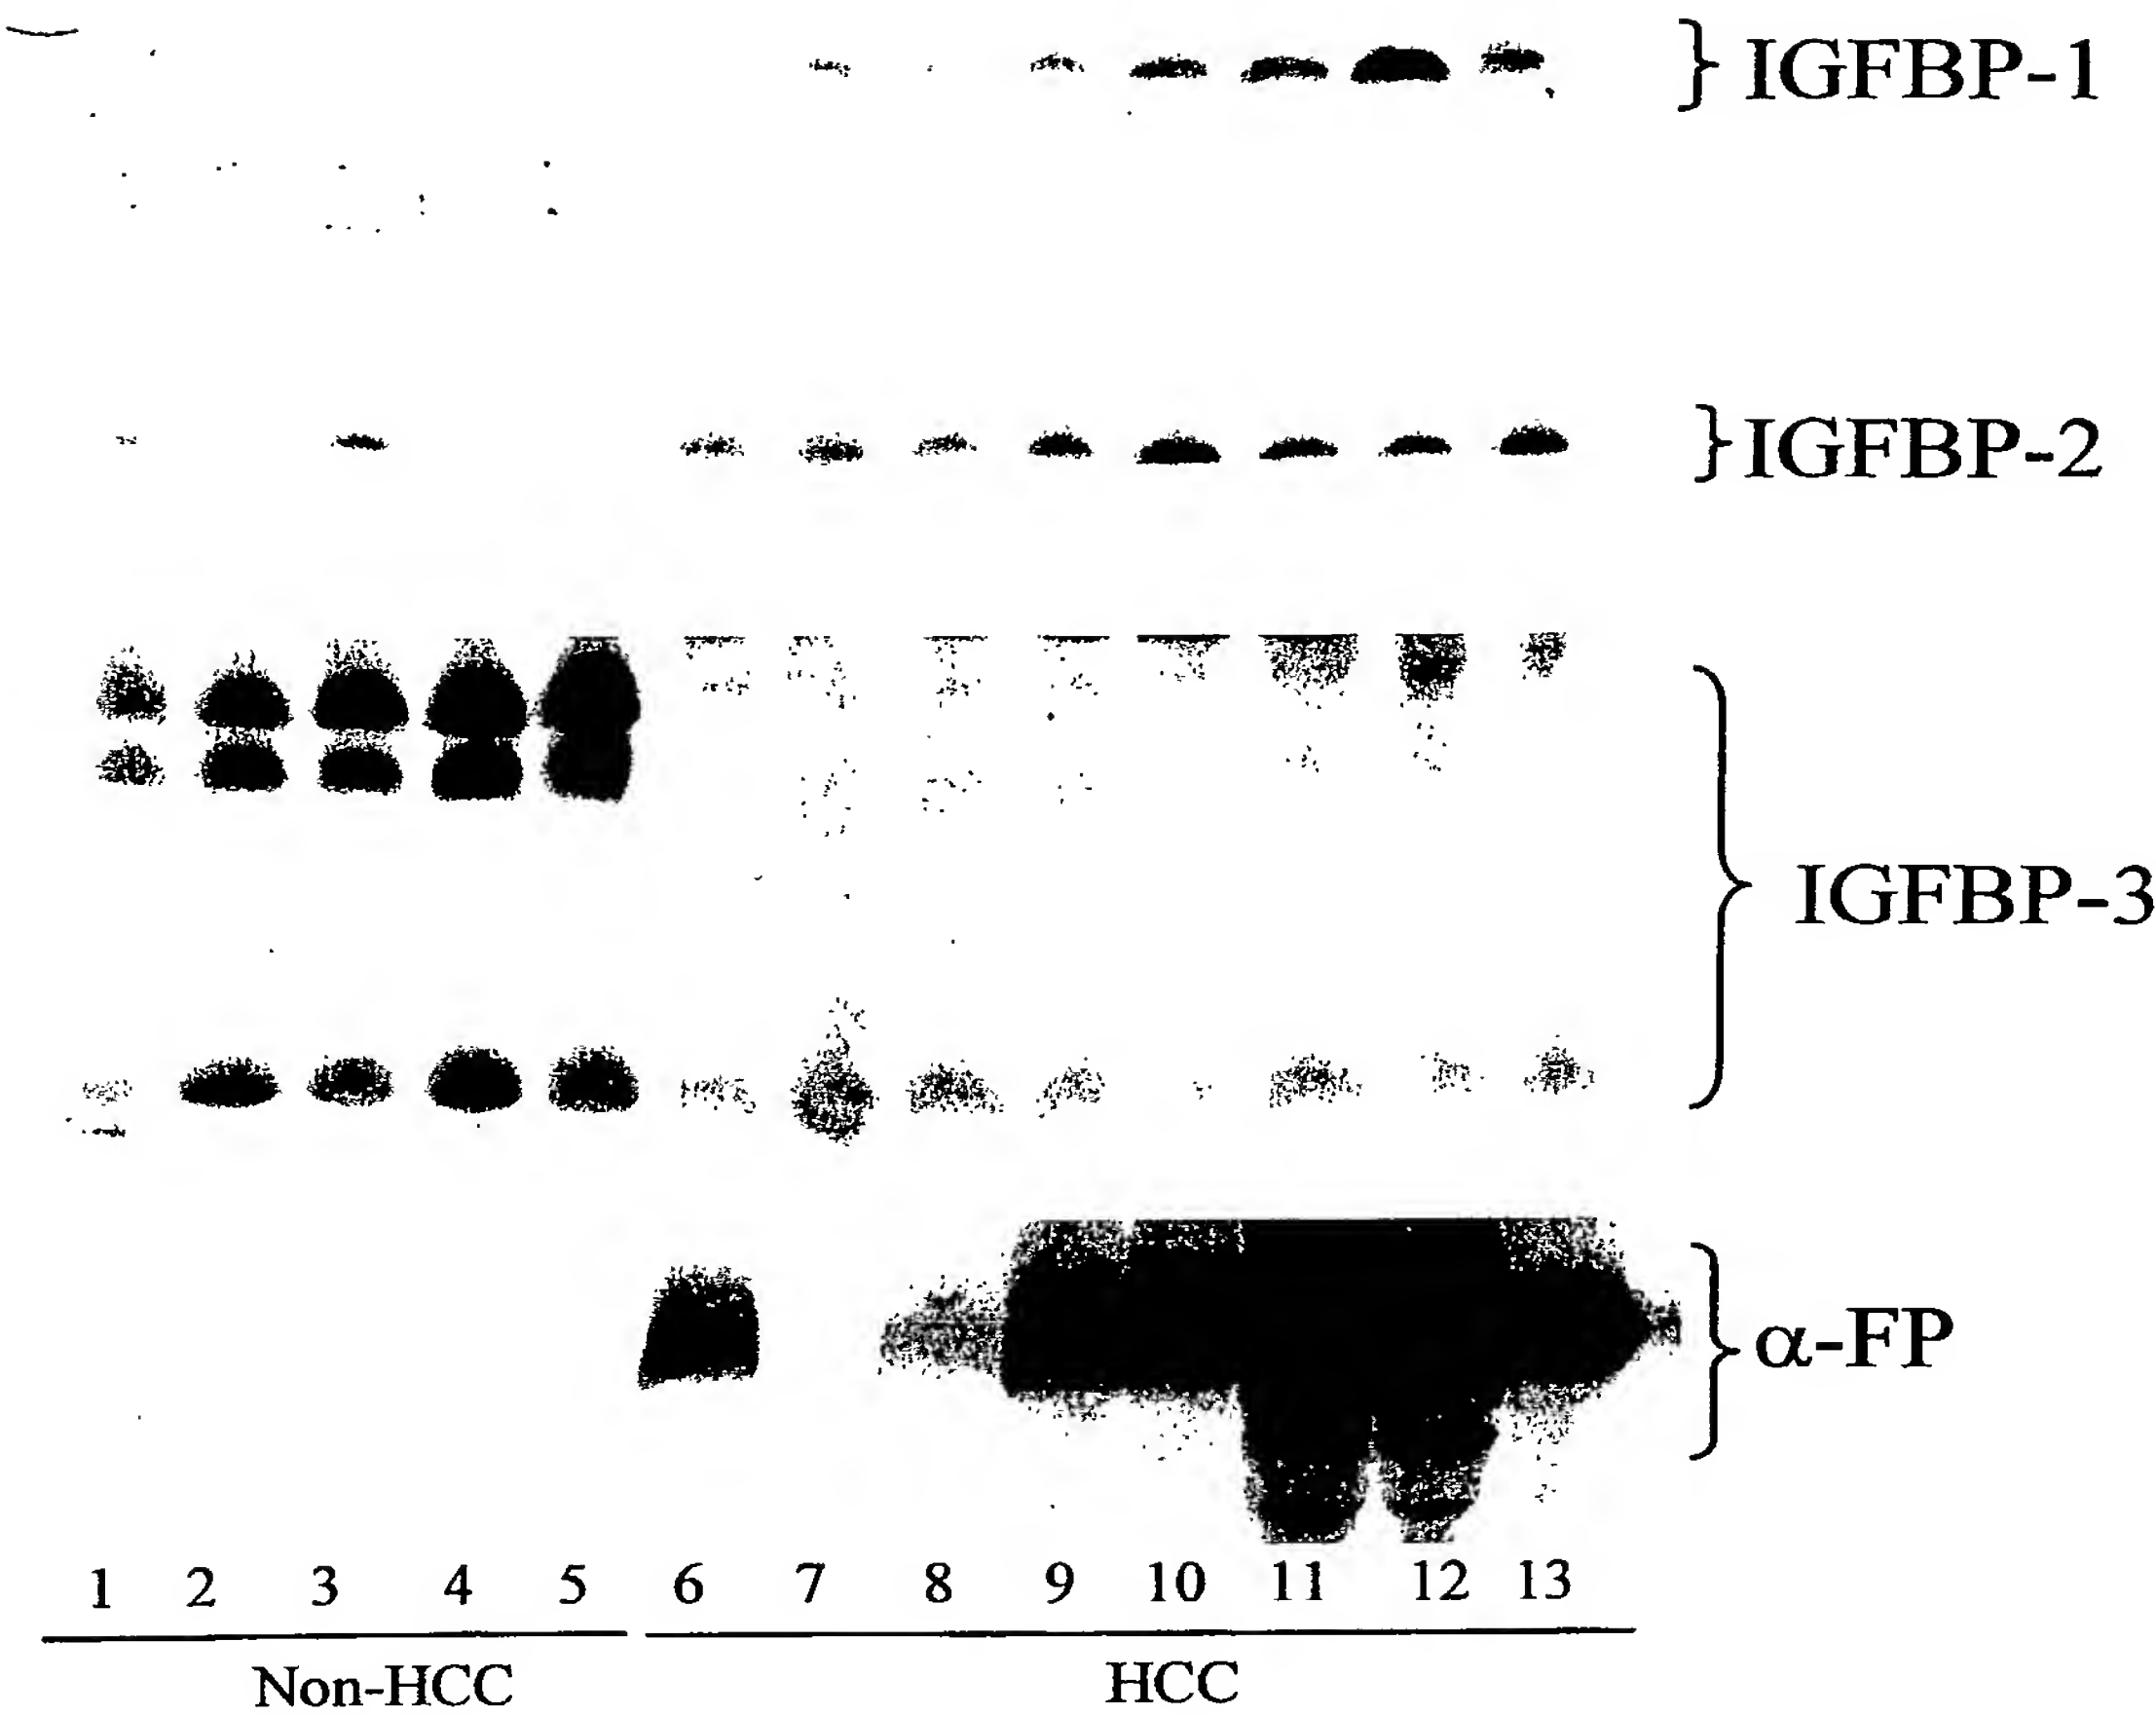 IGFBP-1
IGFBP-2
IGFBP-3
α-FP
1 2 3 4 5 6 7 8 9 10 11 12 13
Non-HCC HCC